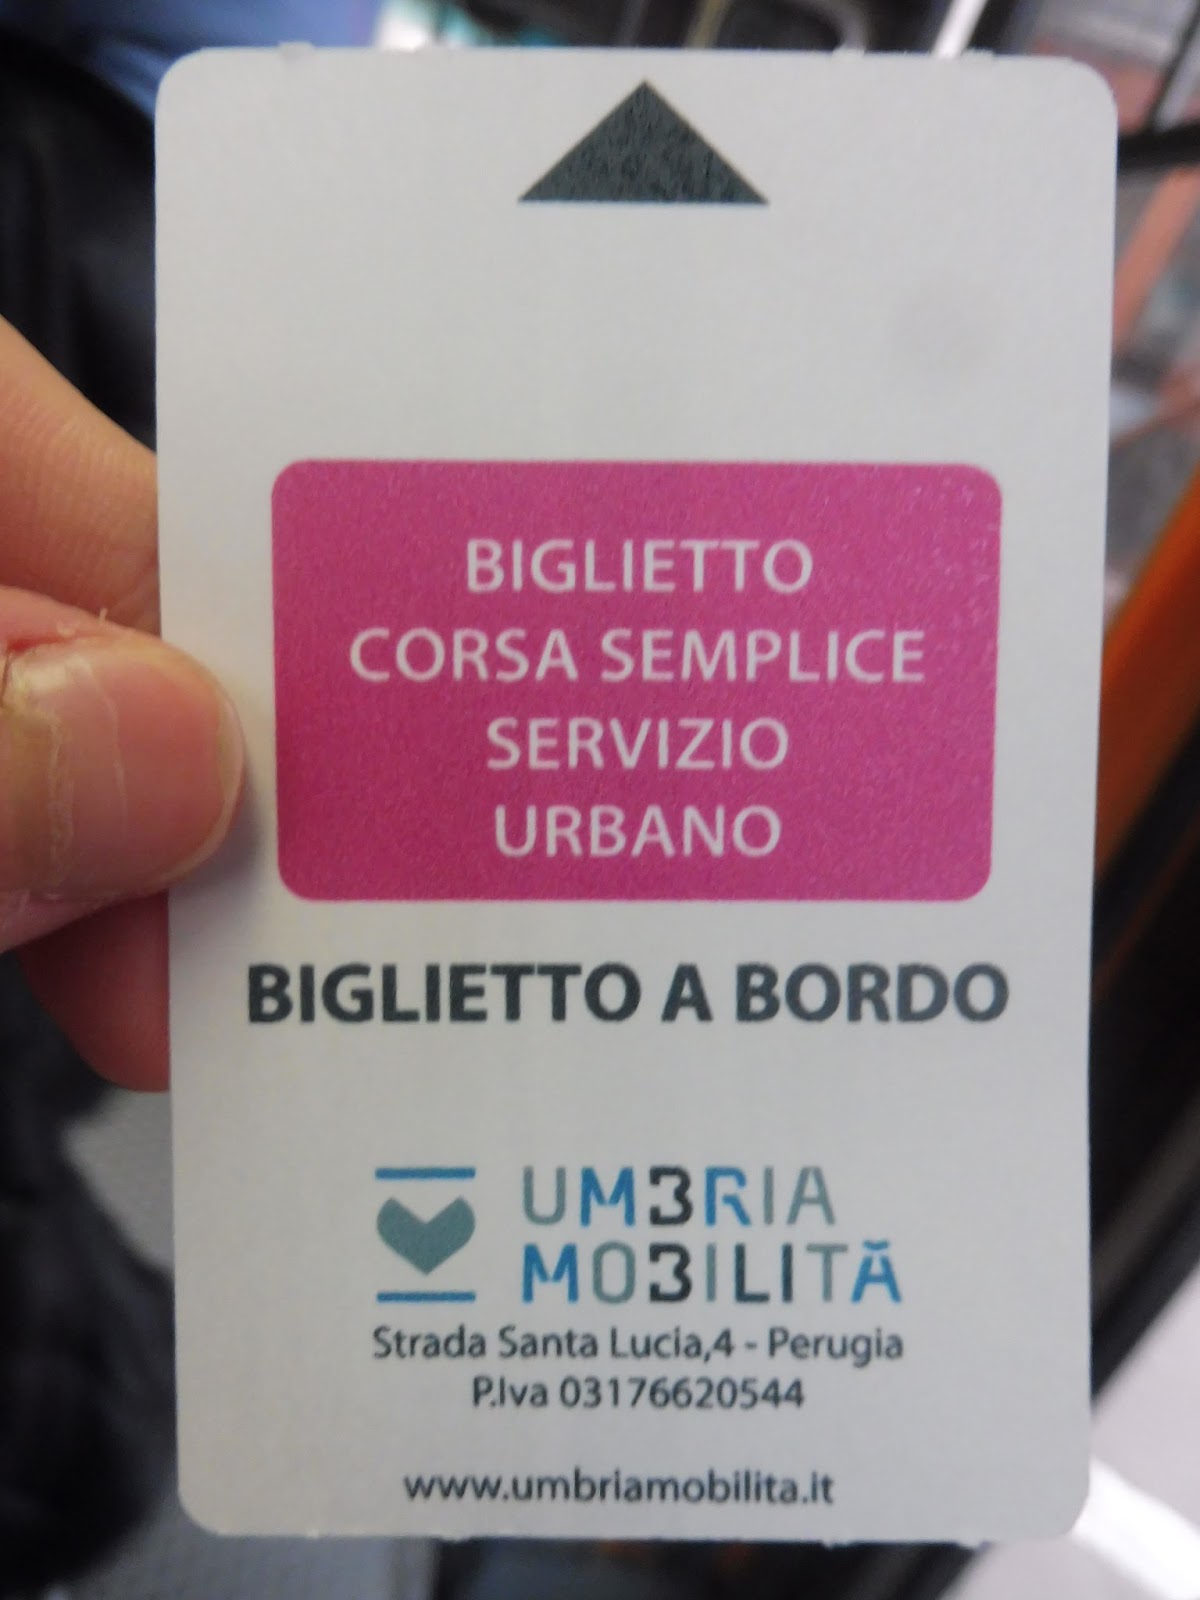 BIGLIETTO
CORSA SEMPLICE
SERVIZIO
URBANO
BIGLIETTO A BORDO
UMBRIA
MOBILITÀ
Strada Santa Lucia,4 - Perugia
P.Iva 03176620544
www.umbriamobilita.it